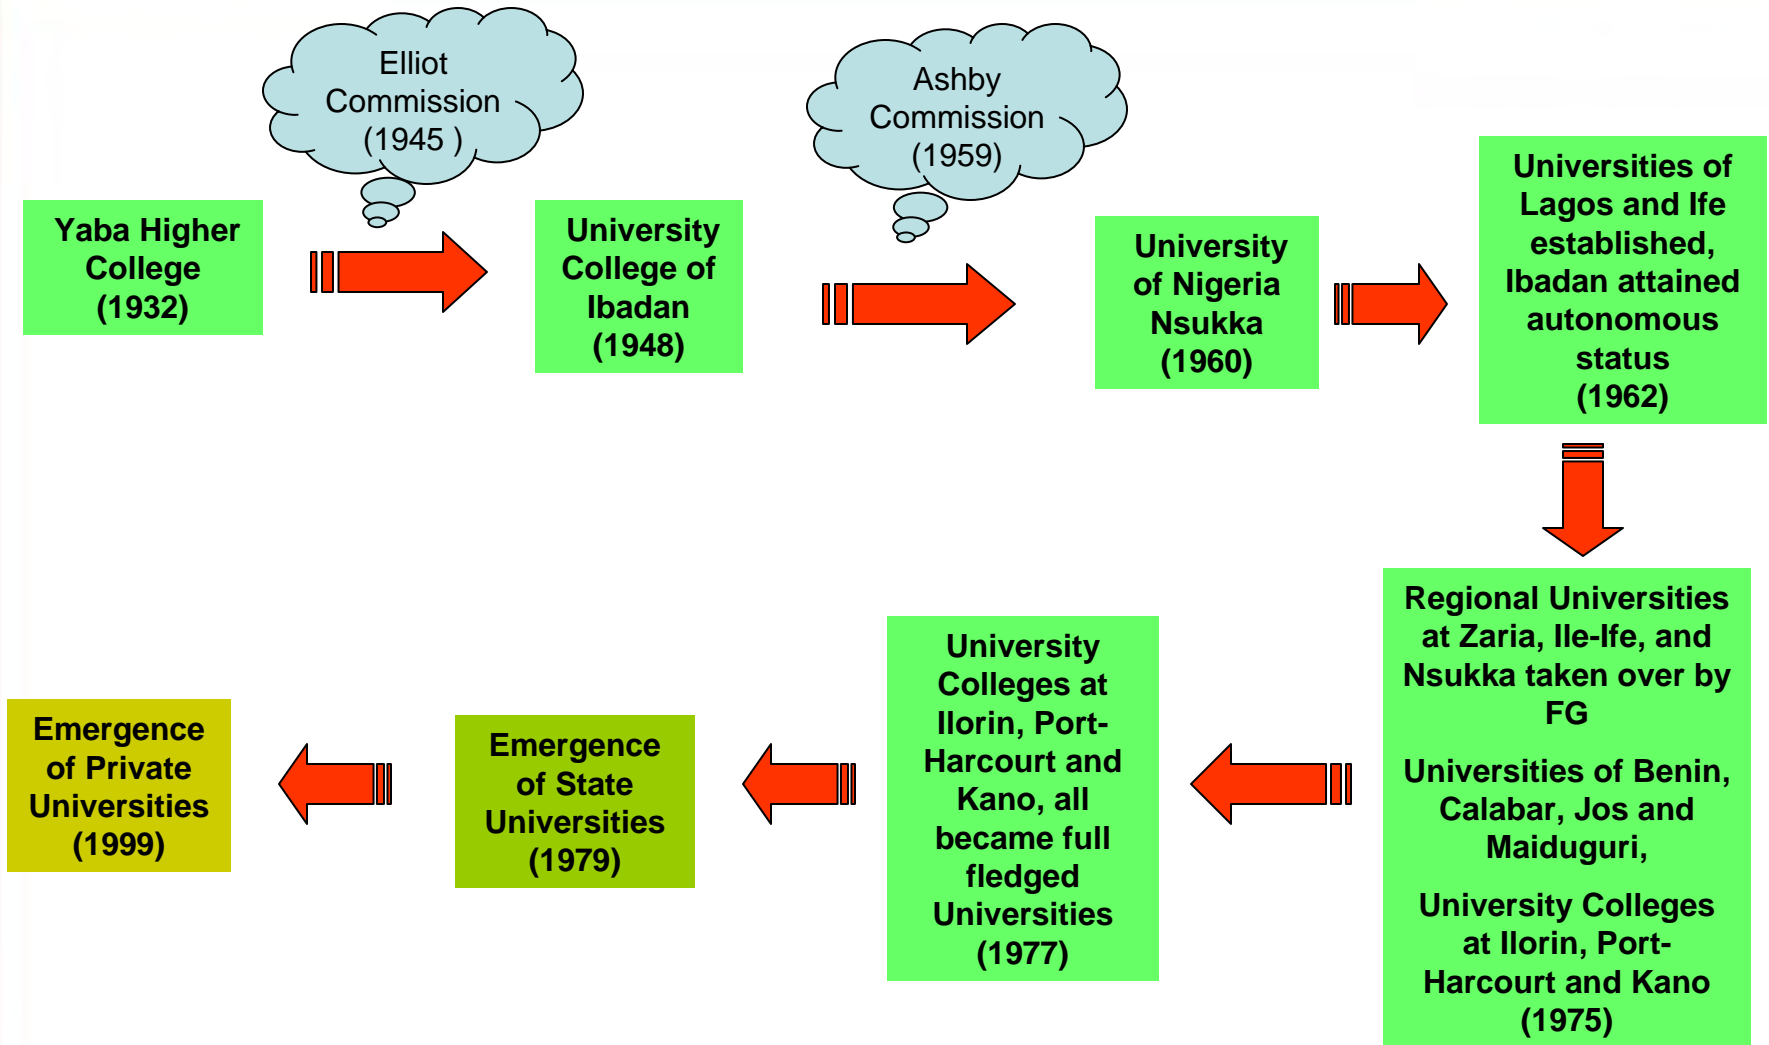 Elliot
Commission
(1945 )
Ashby
Commission
(1959)
Yaba Higher
College
(1932)
University
College of
Ibadan
(1948)
University
of Nigeria
Nsukka
(1960)
Universities of
Lagos and Ife
established,
Ibadan attained
autonomous
status
(1962)
Regional Universities
at Zaria, Ile-Ife, and
Nsukka taken over by
FG
Universities of Benin,
Calabar, Jos and
Maiduguri,
University Colleges
at Ilorin, Port-
Harcourt and Kano
(1975)
University
Colleges at
Ilorin, Port-
Harcourt and
Kano, all
became full
fledged
Universities
(1977)
Emergence
of State
Universities
(1979)
Emergence
of Private
Universities
(1999)